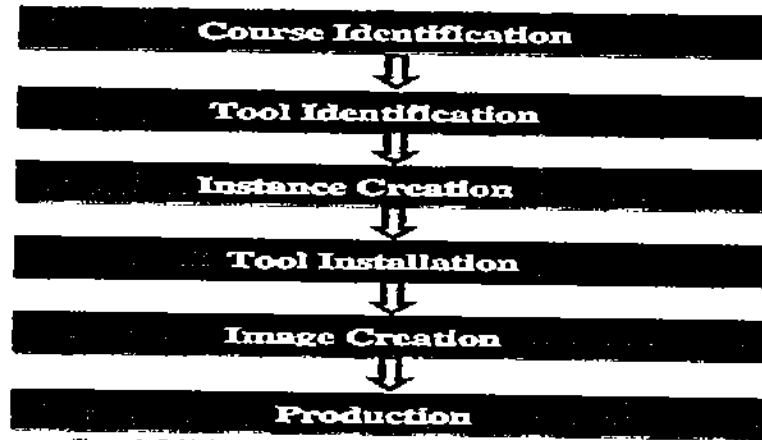 Course Identification
Tool Identification
Instance Creation
Tool Installation
Image Creation
Production